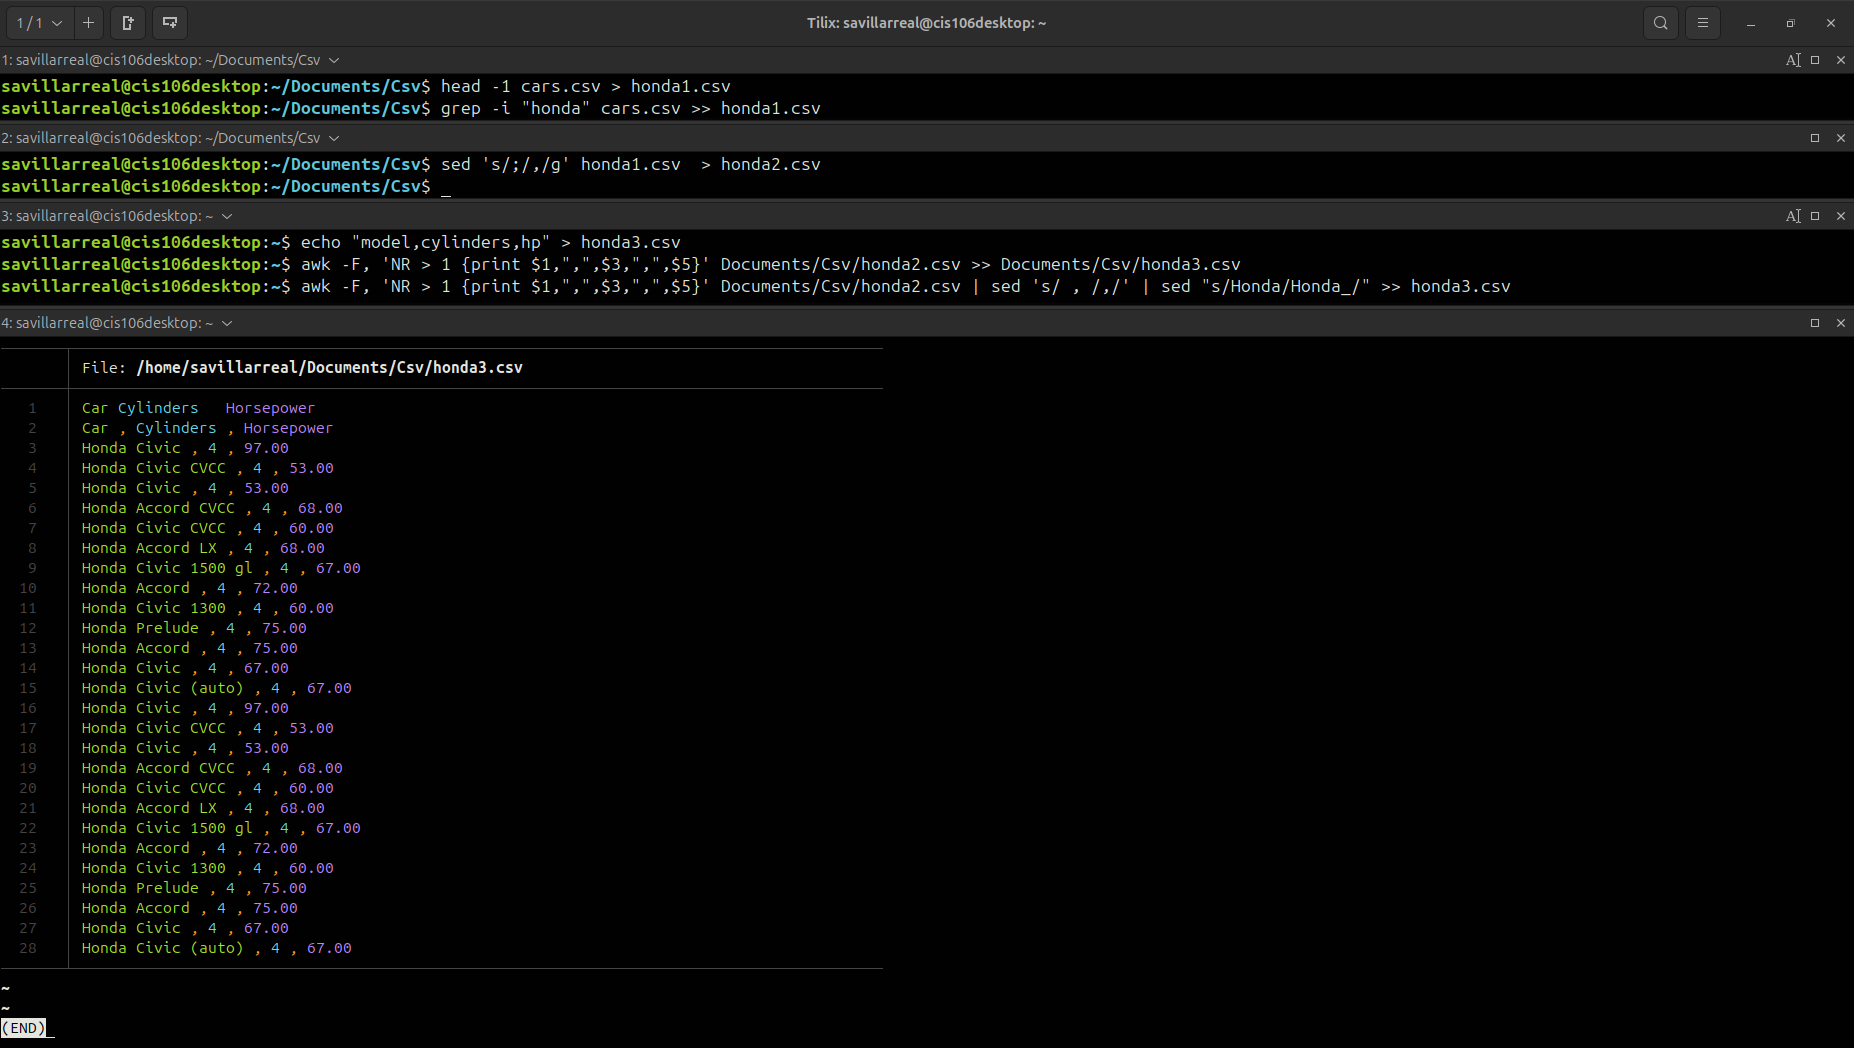 1 / 1
Tilix: savillarreal@cis106desktop: ~
1: savillarreal@cis106desktop: ~/Documents/Csv
savillarreal@cis106desktop:~/Documents/Csv$ head -1 cars.csv > honda1.csv
savillarreal@cis106desktop:~/Documents/Csv$ grep -i "honda" cars.csv >> honda1.csv
2: savillarreal@cis106desktop: ~/Documents/Csv
savillarreal@cis106desktop:~/Documents/Csv$ sed 's/;/,/g' honda1.csv  > honda2.csv
savillarreal@cis106desktop:~/Documents/Csv$ _
3: savillarreal@cis106desktop: ~
savillarreal@cis106desktop:~$ echo "model,cylinders,hp" > honda3.csv
savillarreal@cis106desktop:~$ awk -F, 'NR > 1 {print $1,",",$3,",",$5}' Documents/Csv/honda2.csv >> Documents/Csv/honda3.csv
savillarreal@cis106desktop:~$ awk -F, 'NR > 1 {print $1,",",$3,",",$5}' Documents/Csv/honda2.csv | sed 's/ , /,/' | sed "s/Honda/Honda_/" >> honda3.csv
4: savillarreal@cis106desktop: ~
File: /home/savillarreal/Documents/Csv/honda3.csv
1 Car Cylinders   Horsepower
2 Car , Cylinders , Horsepower
3 Honda Civic , 4 , 97.00
4 Honda Civic CVCC , 4 , 53.00
5 Honda Civic , 4 , 53.00
6 Honda Accord CVCC , 4 , 68.00
7 Honda Civic CVCC , 4 , 60.00
8 Honda Accord LX , 4 , 68.00
9 Honda Civic 1500 gl , 4 , 67.00
10 Honda Accord , 4 , 72.00
11 Honda Civic 1300 , 4 , 60.00
12 Honda Prelude , 4 , 75.00
13 Honda Accord , 4 , 75.00
14 Honda Civic , 4 , 67.00
15 Honda Civic (auto) , 4 , 67.00
16 Honda Civic , 4 , 97.00
17 Honda Civic CVCC , 4 , 53.00
18 Honda Civic , 4 , 53.00
19 Honda Accord CVCC , 4 , 68.00
20 Honda Civic CVCC , 4 , 60.00
21 Honda Accord LX , 4 , 68.00
22 Honda Civic 1500 gl , 4 , 67.00
23 Honda Accord , 4 , 72.00
24 Honda Civic 1300 , 4 , 60.00
25 Honda Prelude , 4 , 75.00
26 Honda Accord , 4 , 75.00
27 Honda Civic , 4 , 67.00
28 Honda Civic (auto) , 4 , 67.00
~
~
(END)